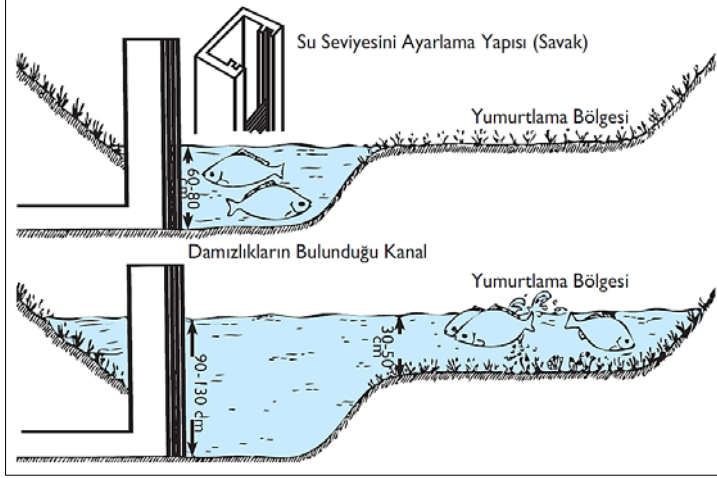 Su Seviyesini Ayarlama Yapısı (Savak)
Yumurtlama Bölgesi
60-80
cm
Damızlıkların Bulunduğu Kanal
Yumurtlama Bölgesi
30-50
cm
90-130 cm